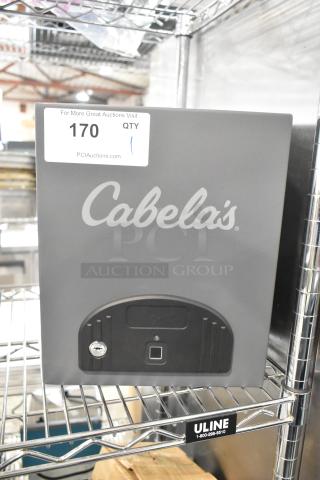 For More Great Auctions Visit
170 QTY
1
PCIAuctions.com
Cabela's
PCI
AUCTION GROUP
ULINE
1-800-295-5510